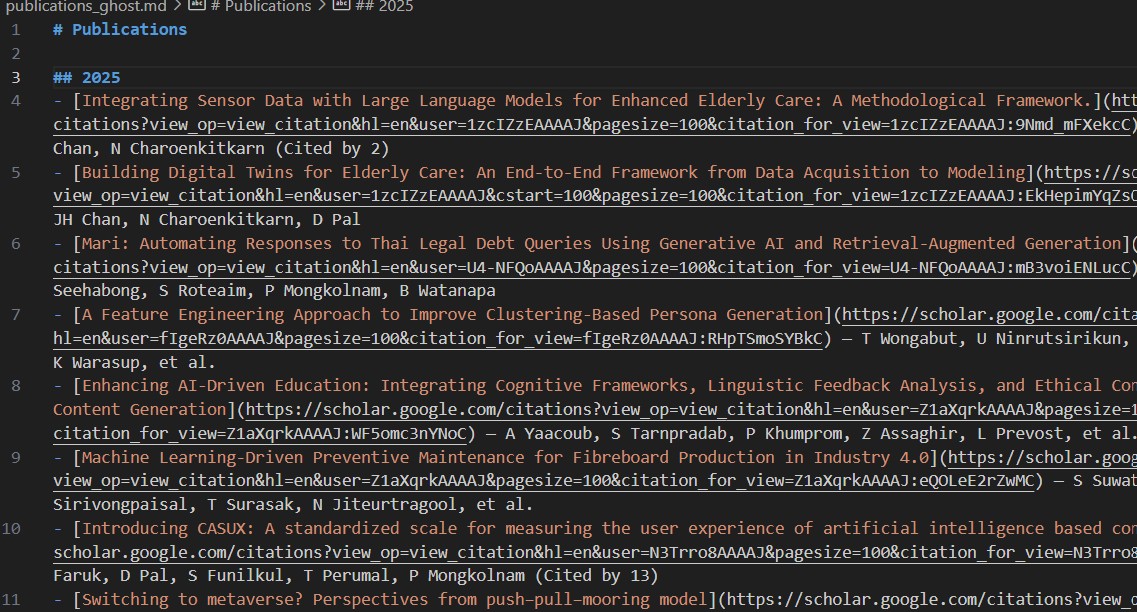 publications_ghost.md > # Publications > ## 2025
1 # Publications
2
3 ## 2025
4 - [Integrating Sensor Data with Large Language Models for Enhanced Elderly Care: A Methodological Framework.](htt
citations?view_op=view_citation&hl=en&user=1zcIZzEAAAAJ&pagesize=100&citation_for_view=1zcIZzEAAAAJ:9Nmd_mFXekcC)
Chan, N Charoenkitkarn (Cited by 2)
5 - [Building Digital Twins for Elderly Care: An End-to-End Framework from Data Acquisition to Modeling](https://sc
view_op=view_citation&hl=en&user=1zcIZzEAAAAJ&cstart=100&pagesize=100&citation_for_view=1zcIZzEAAAAJ:EkHepimYqZsC
JH Chan, N Charoenkitkarn, D Pal
6 - [Mari: Automating Responses to Thai Legal Debt Queries Using Generative AI and Retrieval-Augmented Generation](
citations?view_op=view_citation&hl=en&user=U4-NFQoAAAAJ&pagesize=100&citation_for_view=U4-NFQoAAAAJ:mB3voiENLucC)
Seehabong, S Roteaim, P Mongkolnam, B Watanapa
7 - [A Feature Engineering Approach to Improve Clustering-Based Persona Generation](https://scholar.google.com/cita
hl=en&user=fIgeRz0AAAAJ&pagesize=100&citation_for_view=fIgeRz0AAAAJ:RHpTSmoSYBkC) — T Wongabut, U Ninrutsirikun,
K Warasup, et al.
8 - [Enhancing AI-Driven Education: Integrating Cognitive Frameworks, Linguistic Feedback Analysis, and Ethical Con
Content Generation](https://scholar.google.com/citations?view_op=view_citation&hl=en&user=Z1aXqrkAAAAJ&pagesize=1
citation_for_view=Z1aXqrkAAAAJ:WF5omc3nYNoC) — A Yaacoub, S Tarnpradab, P Khumprom, Z Assaghir, L Prevost, et al.
9 - [Machine Learning-Driven Preventive Maintenance for Fibreboard Production in Industry 4.0](https://scholar.goog
view_op=view_citation&hl=en&user=Z1aXqrkAAAAJ&pagesize=100&citation_for_view=Z1aXqrkAAAAJ:eQOLeE2rZwMC) — S Suwat
Sirivongpaisal, T Surasak, N Jiteurtragool, et al.
10 - [Introducing CASUX: A standardized scale for measuring the user experience of artificial intelligence based con
scholar.google.com/citations?view_op=view_citation&hl=en&user=N3Trro8AAAAJ&pagesize=100&citation_for_view=N3Trro8
Faruk, D Pal, S Funilkul, T Perumal, P Mongkolnam (Cited by 13)
11 - [Switching to metaverse? Perspectives from push–pull–mooring model](https://scholar.google.com/citations?view_o